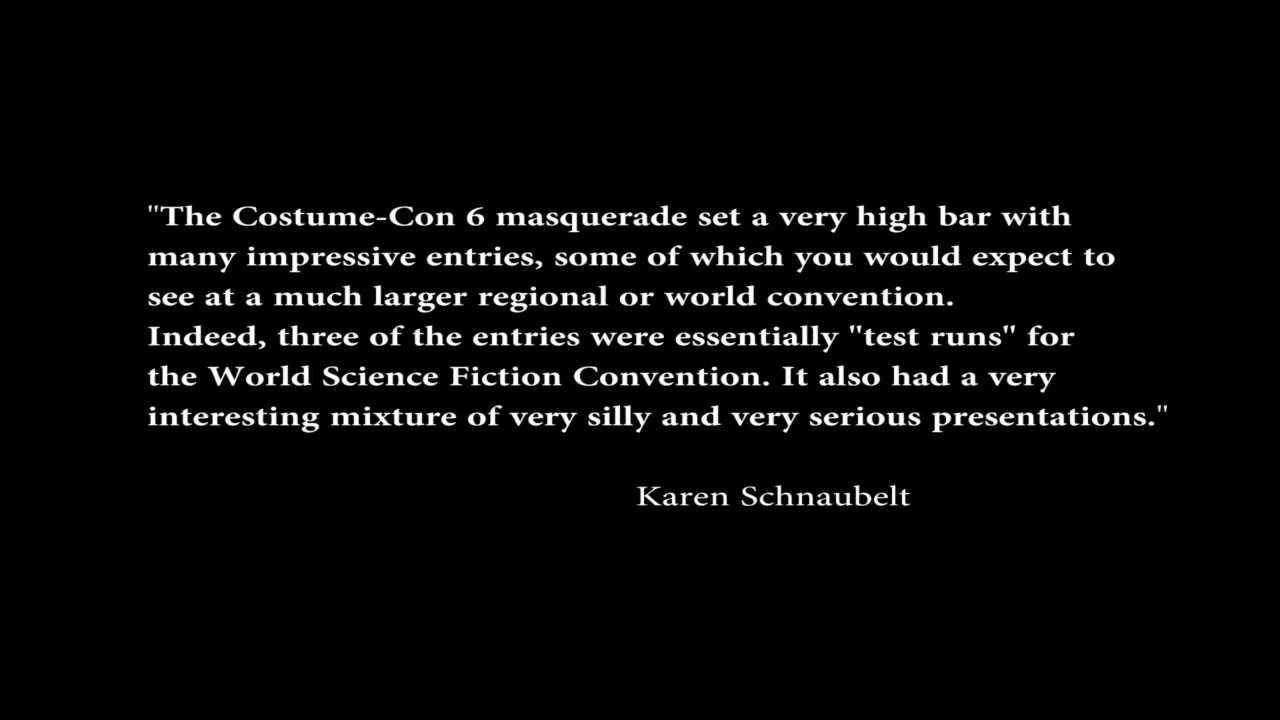 "The Costume-Con 6 masquerade set a very high bar with
many impressive entries, some of which you would expect to
see at a much larger regional or world convention.
Indeed, three of the entries were essentially "test runs" for
the World Science Fiction Convention. It also had a very
interesting mixture of very silly and very serious presentations."
Karen Schnaubelt